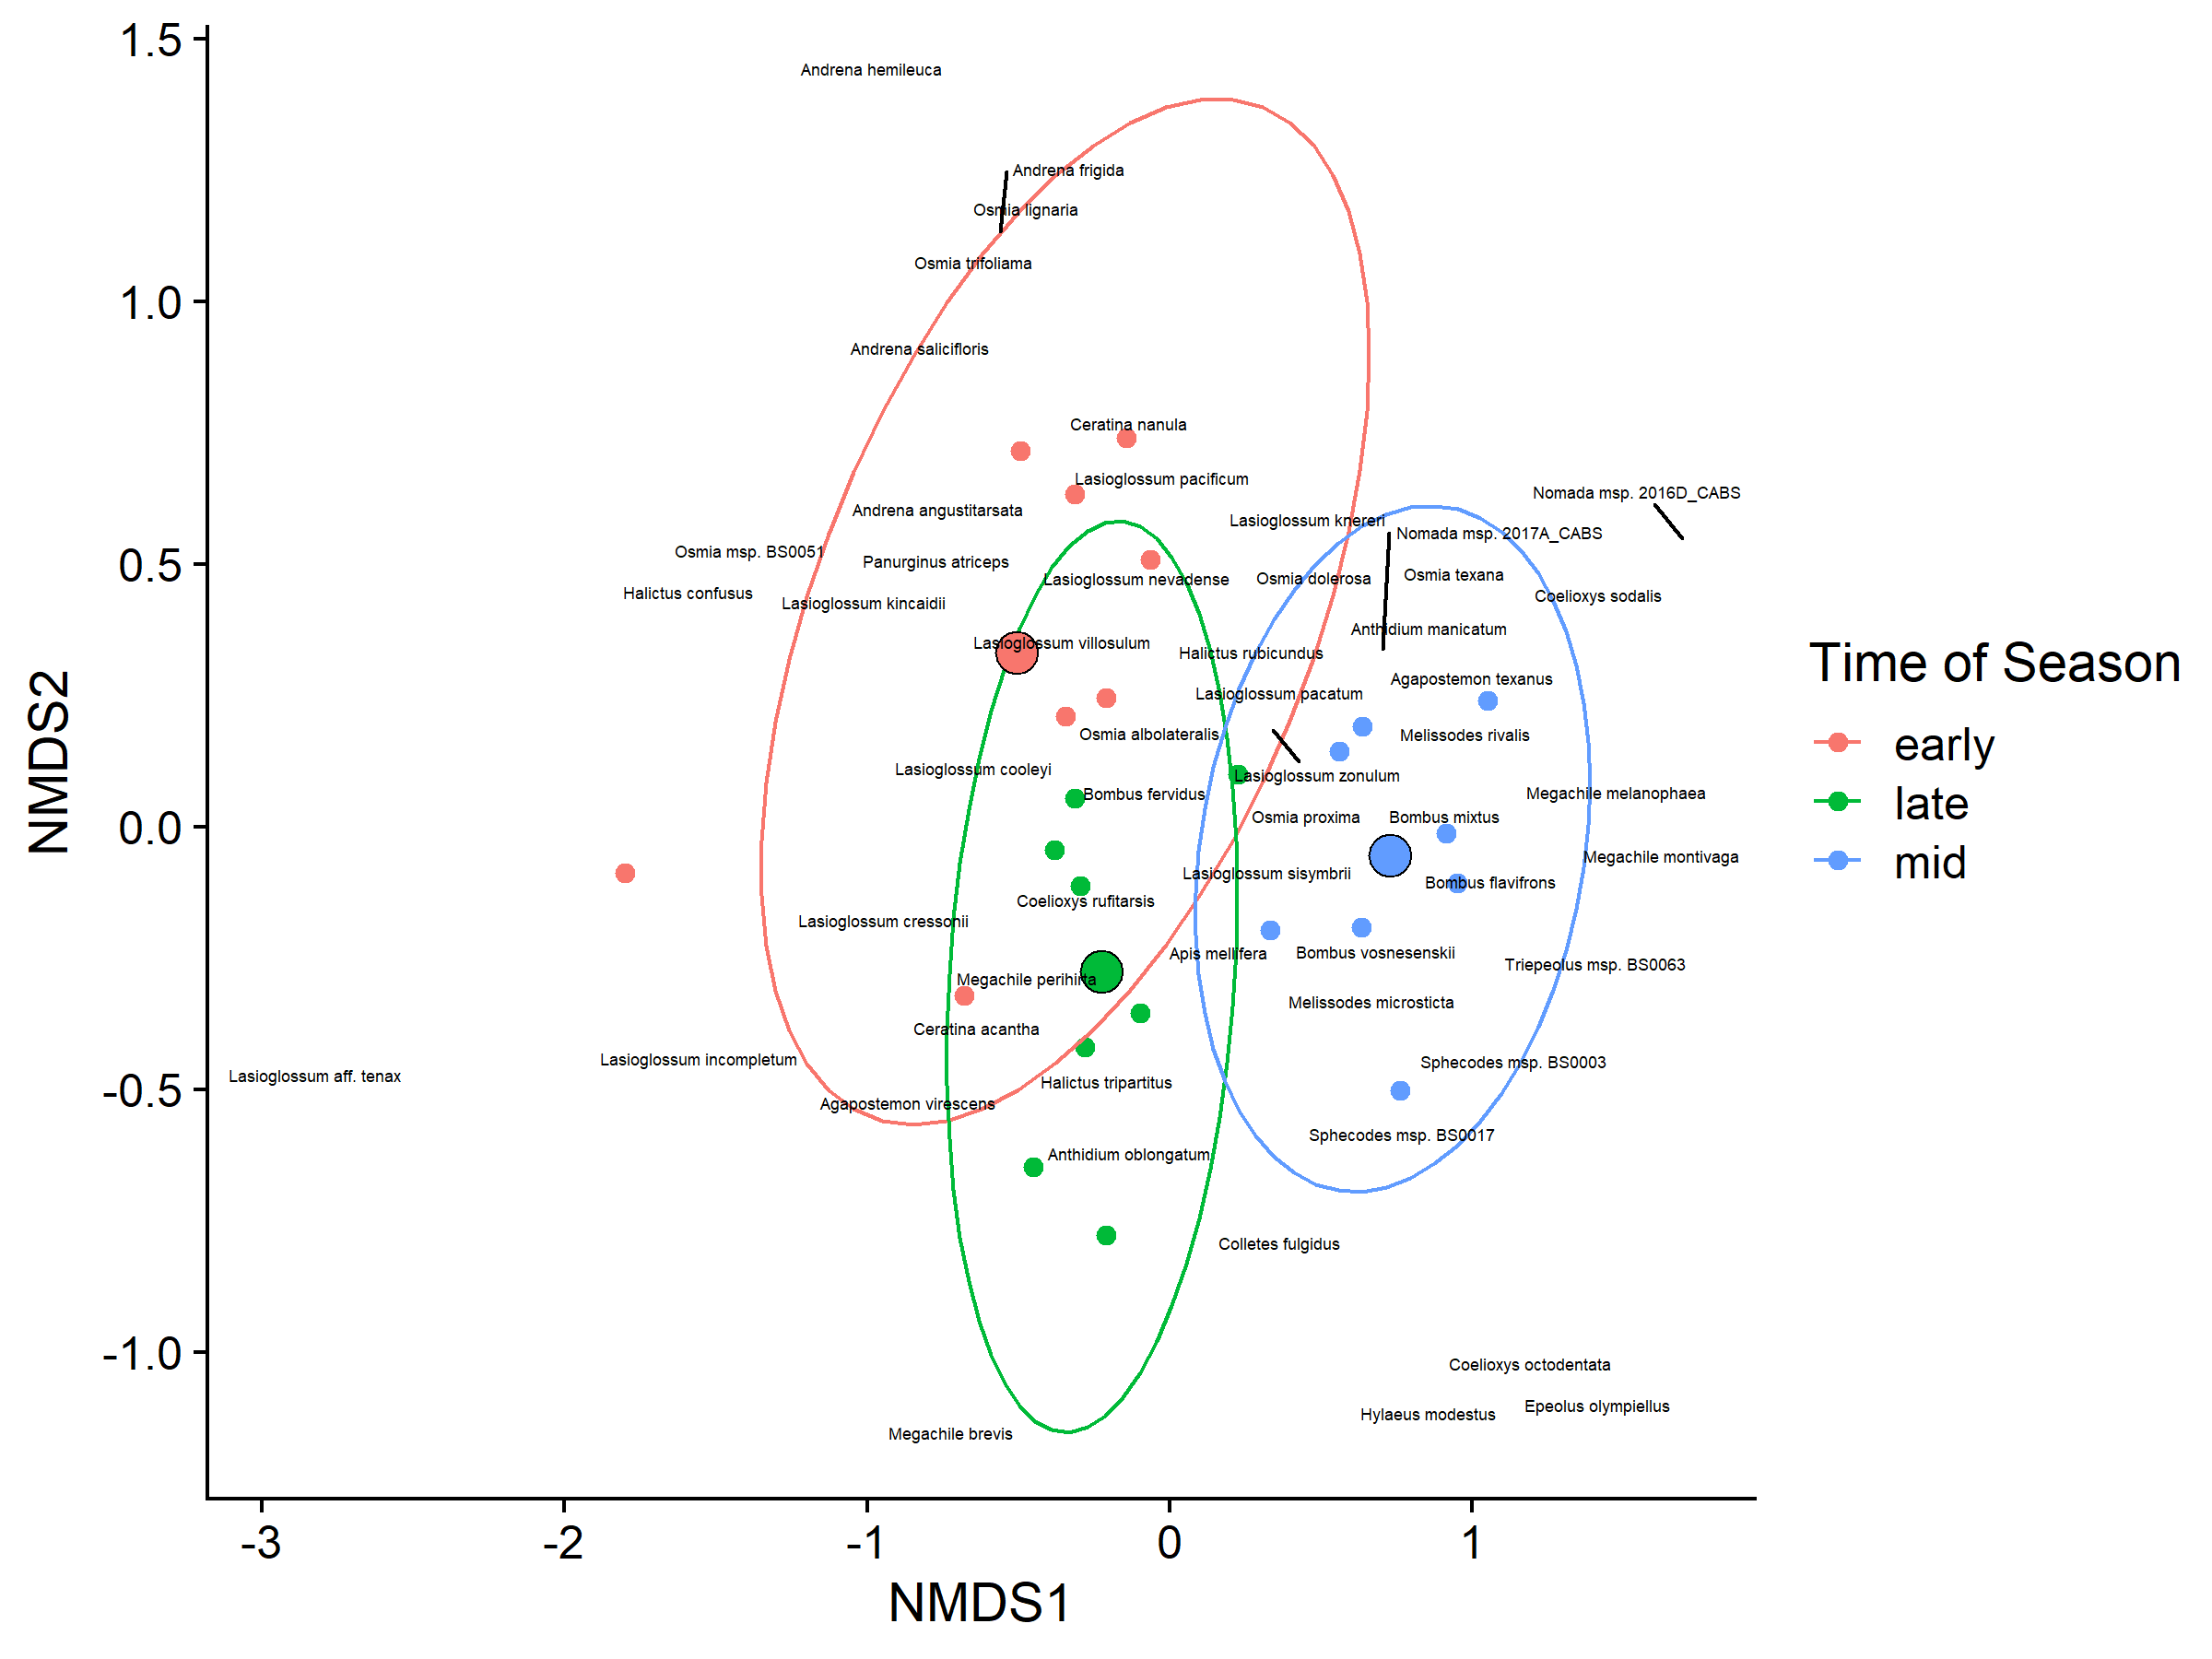 1.5
Andrena hemileuca
Andrena frigida
Osmia lignaria
Osmia trifoliama
1.0
Andrena salicifloris
Ceratina nanula
Lasioglossum pacificum
Nomada msp. 2016D_CABS
Andrena angustitarsata
Lasioglossum knereri
Nomada msp. 2017A_CABS
Osmia msp. BS0051
0.5
Panurginus atriceps
Lasioglossum nevadense
Osmia dolerosa
Osmia texana
Halictus confusus
Lasioglossum kincaidii
Coelioxys sodalis
Anthidium manicatum
Lasioglossum villosulum
Halictus rubicundus
Agapostemon texanus
Lasioglossum pacatum
Osmia albolateralis
Melissodes rivalis
Lasioglossum cooleyi
Lasioglossum zonulum
Bombus fervidus
Megachile melanophaea
0.0
Osmia proxima
Bombus mixtus
Megachile montivaga
Lasioglossum sisymbrii
Bombus flavifrons
Coelioxys rufitarsis
Lasioglossum cressonii
Apis mellifera
Bombus vosnesenskii
Triepeolus msp. BS0063
Megachile perihirta
Melissodes microsticta
Ceratina acantha
Lasioglossum incompletum
Sphecodes msp. BS0003
Lasioglossum aff. tenax
-0.5
Halictus tripartitus
Agapostemon virescens
Sphecodes msp. BS0017
Anthidium oblongatum
Colletes fulgidus
-1.0
Coelioxys octodentata
Epeolus olympiellus
Hylaeus modestus
Megachile brevis
NMDS2
-3
-2
-1
0
1
NMDS1
Time of Season
early
late
mid